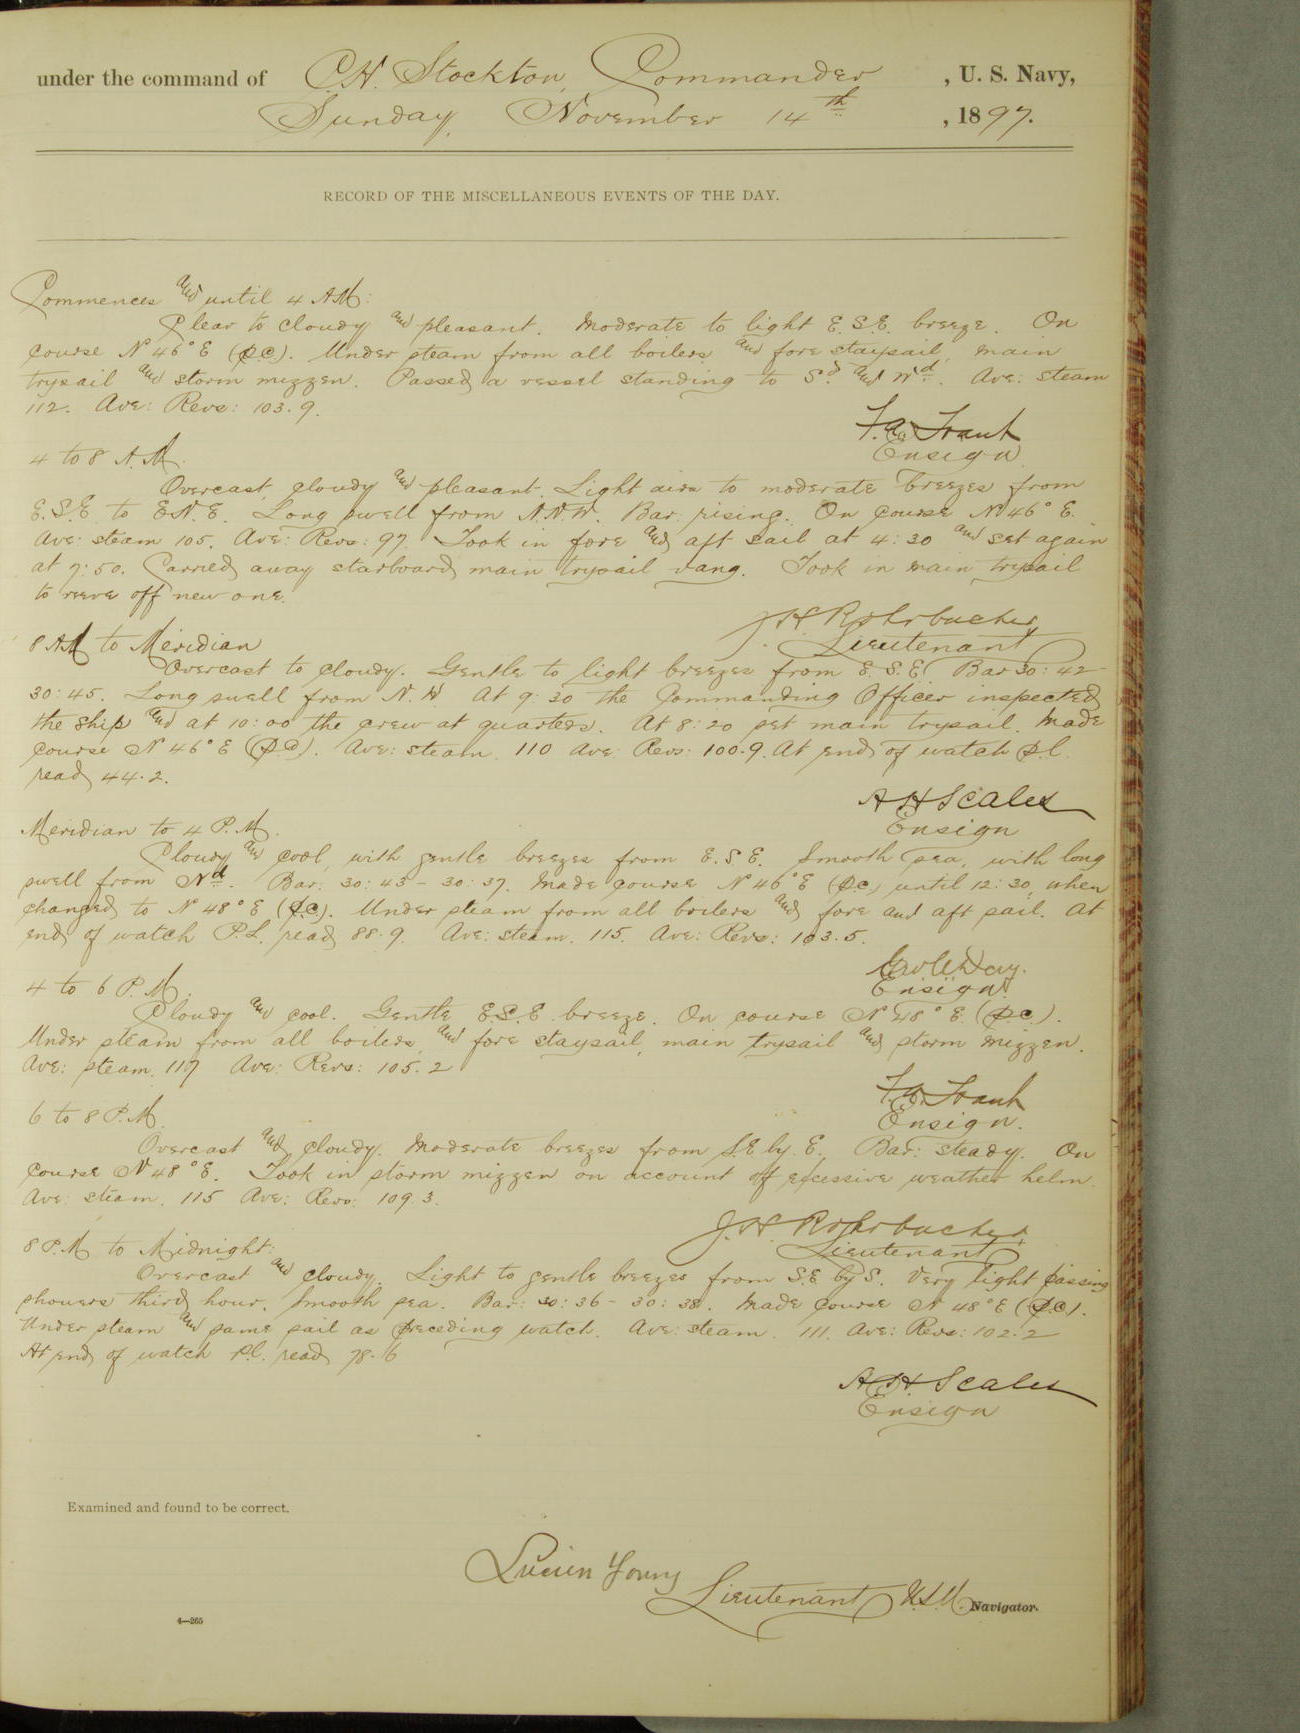 under the command of C.H. Stockton, Commander, U. S. Navy,
Sunday, November 14th, 1897.
RECORD OF THE MISCELLANEOUS EVENTS OF THE DAY.
Commences and until 4 AM:
Clear to cloudy and pleasant. Moderate to light E.S.E. breeze. On
course N 46° E (p.c.). Under steam from all boilers and fore staysail, main
trysail and storm mizzen. Passed a vessel standing to Sd. and Wd. Ave: steam
112. Ave: Revs: 103.9.
Ensign
4 to 8 A.M.
Overcast, cloudy and pleasant. Light airs to moderate breezes from
E.S.E. to E.N.E. Long swell from N.N.W. Bar: rising. On course N 46° E.
Ave: steam 105. Ave: Revs: 97. Took in fore and aft sail at 4:30 and set again
at 7:50. Carried away starboard main trysail vang. Took in main trysail
to reeve off new one.
J.H. Rohrbacher,
Lieutenant
8 AM to Meridian
Overcast to cloudy. Gentle to light breezes from E.S.E. Bar 30:42
30:45. Long swell from N.W. At 9:30 the Commanding Officer inspected
the ship and at 10:00 the crew at quarters. At 8:20 set main trysail. Made
course N 46° E (p.c.). Ave: steam. 110 Ave: Revs: 100.9. At end of watch p.l.
read 44.2.
A H Scales
Ensign
Meridian to 4 P.M.
Cloudy and cool, with gentle breezes from E.S.E. Smooth sea, with long
swell from Nd. Bar: 30:43 - 30:37. Made course N 46° E (p.c.) until 12:30, when
changed to N 48° E (p.c.). Under steam from all boilers and fore and aft sail. At
end of watch P.L. read 88.9. Ave: steam. 115. Ave: Revs: 103.5.
Ensign
4 to 6 P.M.
Cloudy and cool. Gentle E.S.E. breeze. On course N 48° E. (p.c.).
Under steam from all boilers, and fore staysail, main trysail and storm mizzen.
Ave: steam. 117 Ave: Revs: 105.2
Ensign.
6 to 8 P.M.
Overcast and cloudy. Moderate breezes from S.E. by. E. Bar: steady. On
course N 48° E. Took in storm mizzen on account of excessive weather helm.
Ave: steam. 115 Ave: Revs: 109.3.
J.H. Rohrbacher,
Lieutenant
8 P.M. to Midnight:
Overcast and cloudy. Light to gentle breezes from S.E. by S. Very light passing
showers third hour. Smooth sea. Bar: 30:36 - 30:38. Made course N 48° E (p.c.).
Under steam and same sail as preceding watch. Ave: steam. 111. Ave: Revs: 102.2
At end of watch P.l. read 78.6
A.H. Scales
Ensign
Examined and found to be correct.
Lucien Young
Lieutenant U.S.N. Navigator.
4—265